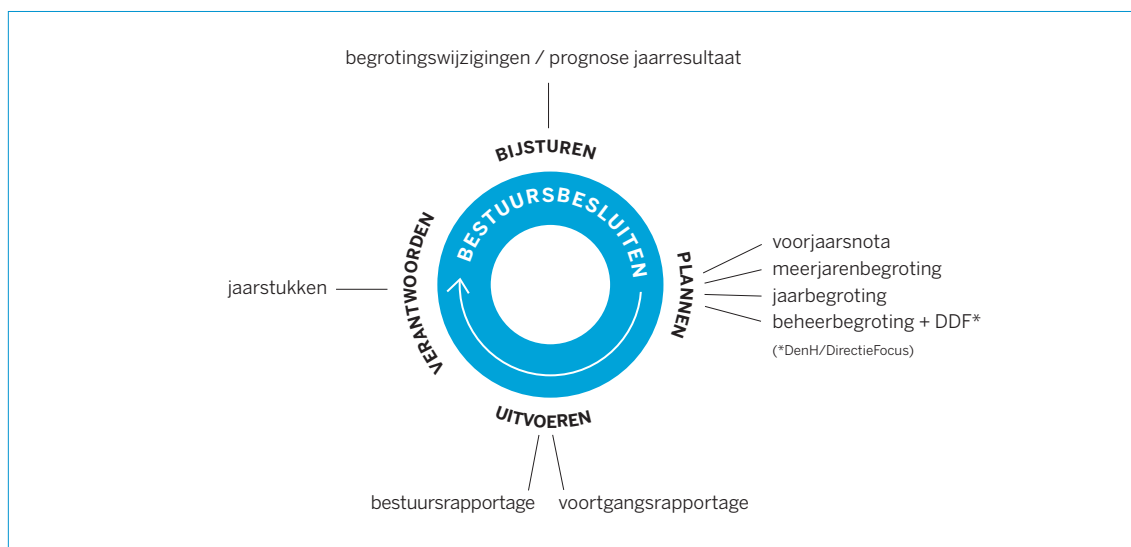 begrotingswijzigingen / prognose jaarresultaat
BIJSTUREN
BESTUURSBESLUITEN
VERANTWOORDEN
PLANNEN
voorjaarsnota
meerjarenbegroting
jaarstukken
jaarbegroting
beheerbegroting + DDF*
(*DenH/DirectieFocus)
UITVOEREN
bestuursrapportage
voortgangsrapportage